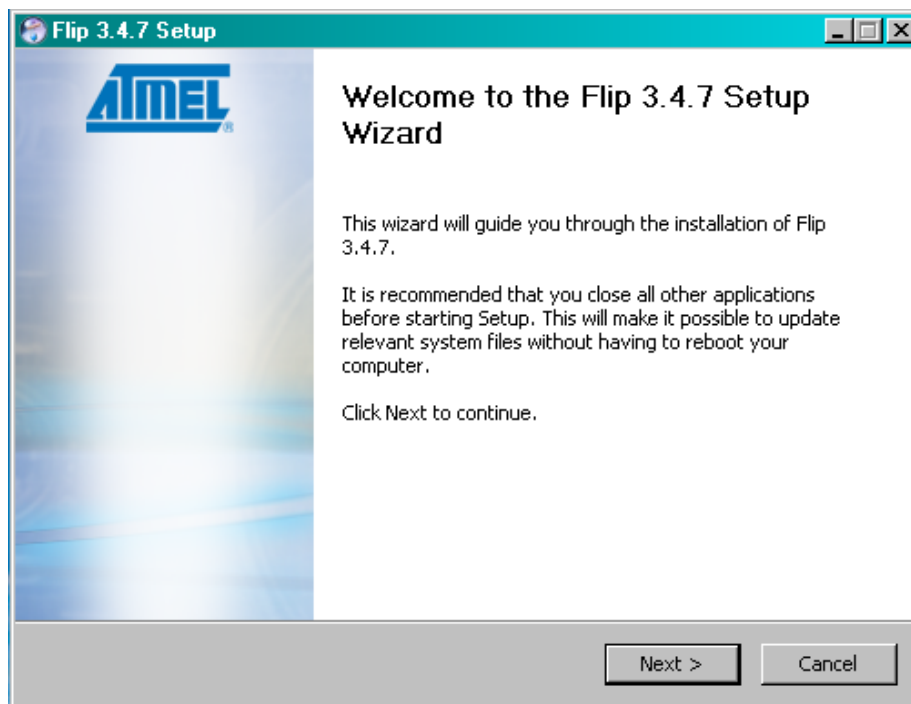 Flip 3.4.7 Setup
ATMEL
®
Welcome to the Flip 3.4.7 Setup
Wizard
This wizard will guide you through the installation of Flip
3.4.7.
It is recommended that you close all other applications
before starting Setup. This will make it possible to update
relevant system files without having to reboot your
computer.
Click Next to continue.
Next >
Cancel